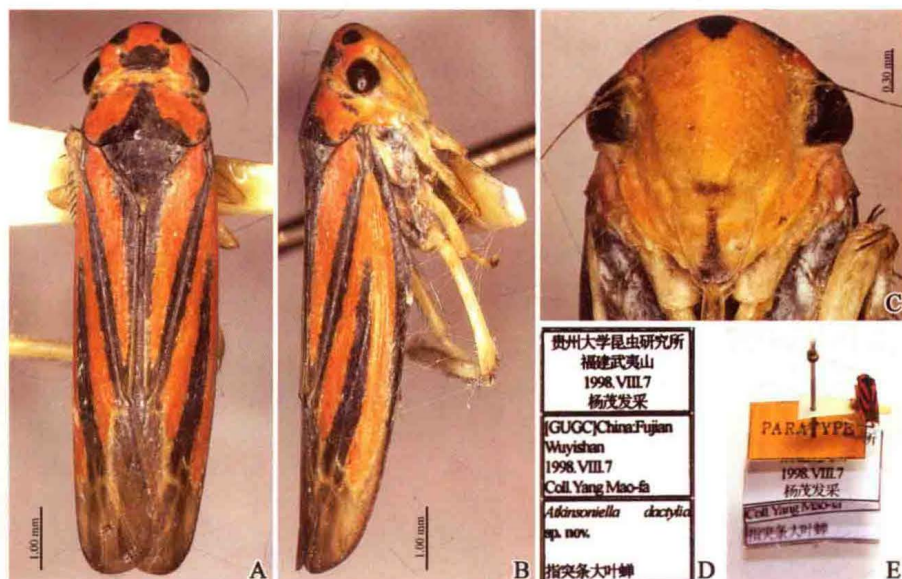 1.00 mm
A
1.00 mm
B
0.30 mm
C
贵州大学昆虫研究所
福建武夷山
1998.VIII.7
杨茂发采
[GUGC]China:Fujian
Wuyishan
1998.VIII.7
Coll.Yang Mao-fa
Atkinsoniella dactylia
sp. nov.
指突条大叶蝉
D
PARATYPE
所
1998.VIII.7
杨茂发采
Coll.Yang Mao-fa
指突条大叶蝉
E